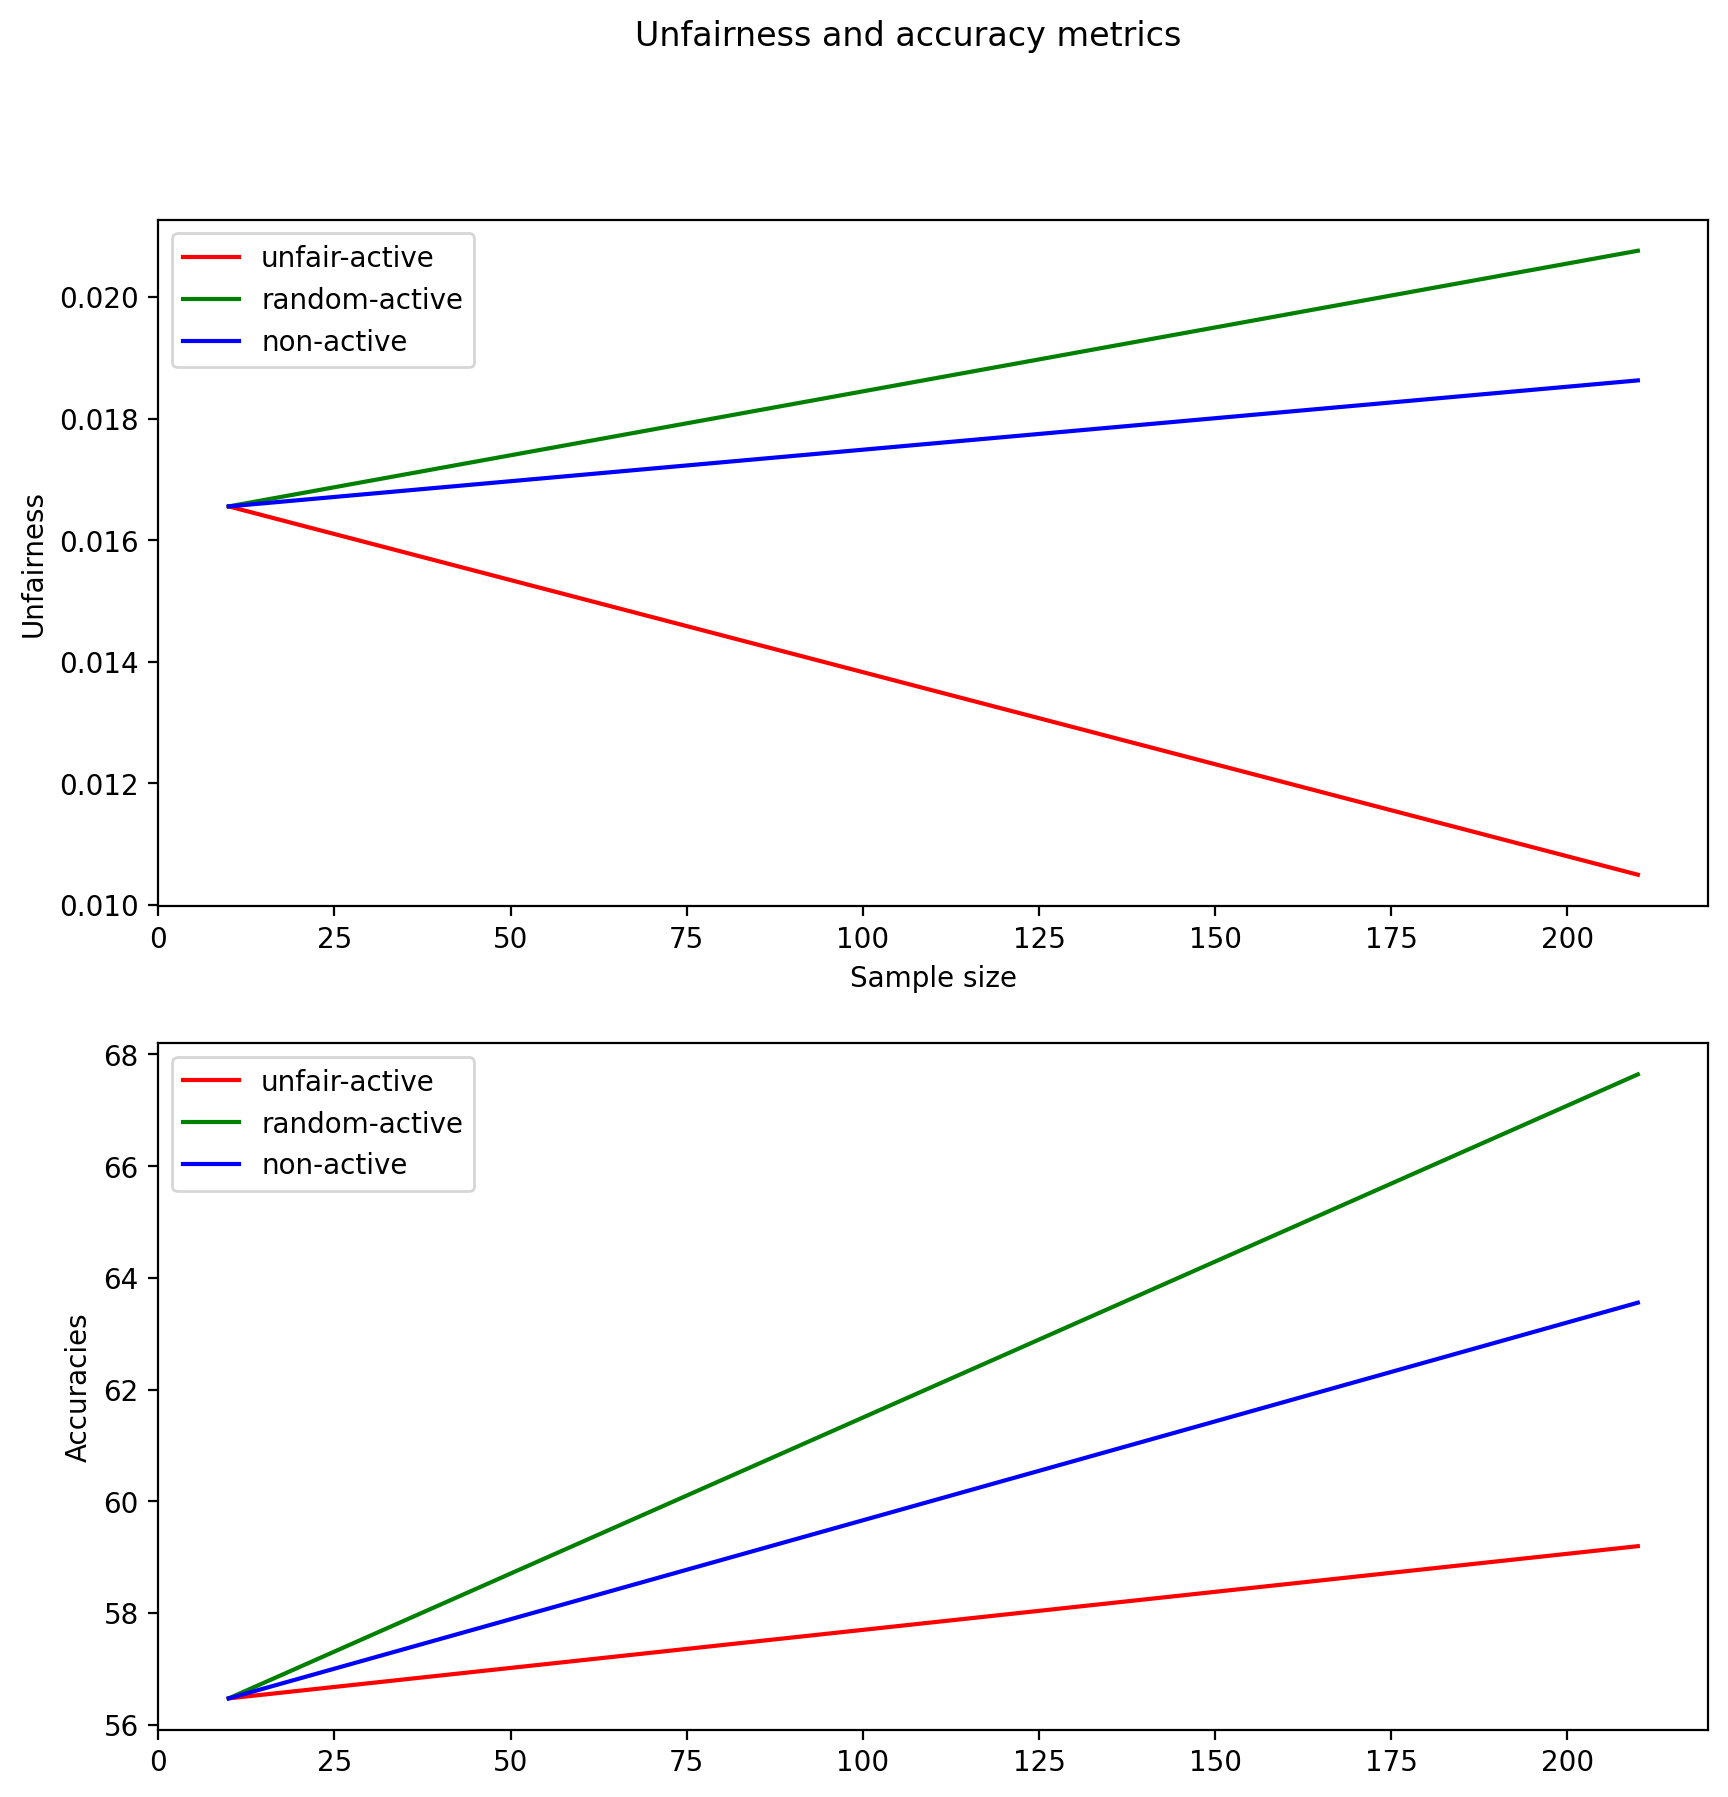 Unfairness and accuracy metrics
unfair-active
random-active
non-active
Unfairness
0.020
0.018
0.016
0.014
0.012
0.010
0 25 50 75 100 125 150 175 200
Sample size
unfair-active
random-active
non-active
Accuracies
68
66
64
62
60
58
56
0 25 50 75 100 125 150 175 200